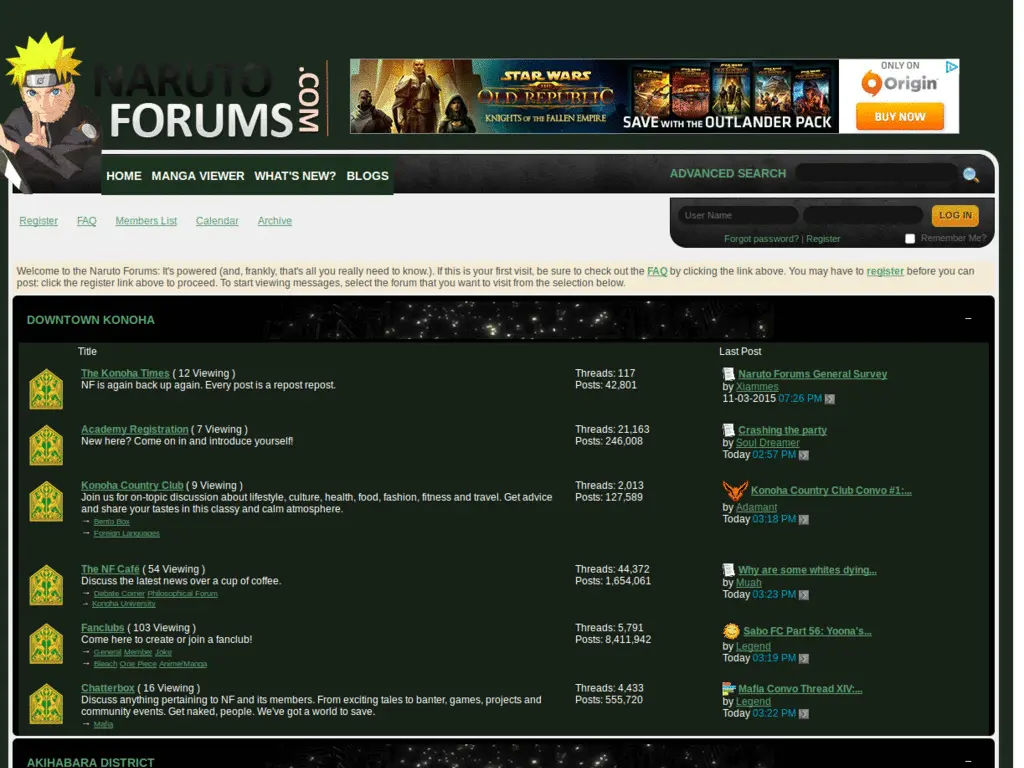 NARUTO
FORUMS
.COM
STAR WARS
THE OLD REPUBLIC
KNIGHTS OF THE FALLEN EMPIRE
SAVE WITH THE OUTLANDER PACK
ONLY ON
Origin
BUY NOW
HOME MANGA VIEWER WHAT'S NEW? BLOGS
ADVANCED SEARCH
Register FAQ Members List Calendar Archive
User Name
LOG IN
Forgot password? | Register
Remember Me?
Welcome to the Naruto Forums: It's powered (and, frankly, that's all you really need to know.). If this is your first visit, be sure to check out the FAQ by clicking the link above. You may have to register before you can
post: click the register link above to proceed. To start viewing messages, select the forum that you want to visit from the selection below.
DOWNTOWN KONOHA
Title Last Post
The Konoha Times ( 12 Viewing )
NF is again back up again. Every post is a repost repost.
Threads: 117
Posts: 42,801
Naruto Forums General Survey
by Xiammes
11-03-2015 07:26 PM
Academy Registration ( 7 Viewing )
New here? Come on in and introduce yourself!
Threads: 21,163
Posts: 246,008
Crashing the party
by Soul Dreamer
Today 02:57 PM
Konoha Country Club ( 9 Viewing )
Join us for on-topic discussion about lifestyle, culture, health, food, fashion, fitness and travel. Get advice
and share your tastes in this classy and calm atmosphere.
→ Bento Box
→ Foreign Languages
Threads: 2,013
Posts: 127,589
Konoha Country Club Convo #1:...
by Adamant
Today 03:18 PM
The NF Café ( 54 Viewing )
Discuss the latest news over a cup of coffee.
→ Debate Corner Philosophical Forum
→ Konoha University
Threads: 44,372
Posts: 1,654,061
Why are some whites dying...
by Muah
Today 03:23 PM
Fanclubs ( 103 Viewing )
Come here to create or join a fanclub!
→ General Member Joke
→ Bleach One Piece Anime/Manga
Threads: 5,791
Posts: 8,411,942
Sabo FC Part 56: Yoona's...
by Legend
Today 03:19 PM
Chatterbox ( 16 Viewing )
Discuss anything pertaining to NF and its members. From exciting tales to banter, games, projects and
community events. Get naked, people. We've got a world to save.
→ Mafia
Threads: 4,433
Posts: 555,720
Mafia Convo Thread XIV:...
by Legend
Today 03:22 PM
AKIHABARA DISTRICT